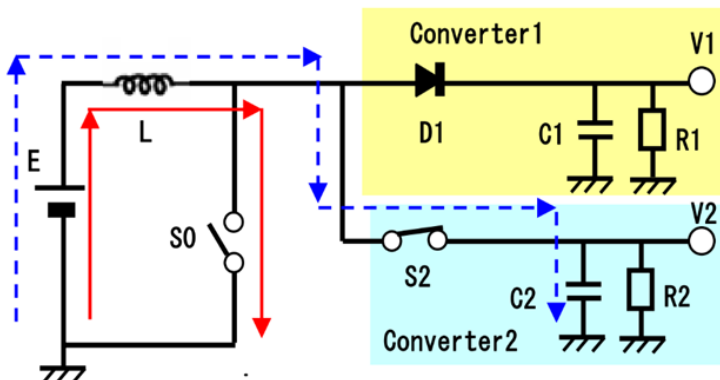 Converter1
V1
E
L
D1
C1
R1
S0
S2
V2
C2
R2
Converter2